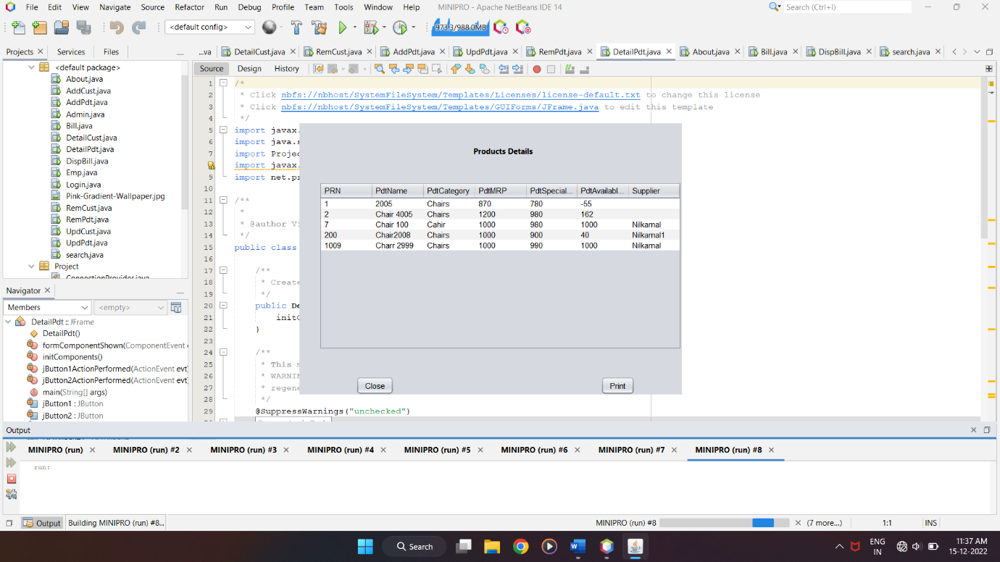 File Edit View Navigate Source Refactor Run Debug Profile Team Tools Window Help MINIPRO - Apache NetBeans IDE 14 Search (Ctrl+I)
<default config> 973.3/988.0MB
Projects Services Files
...va DetailCust.java RemCust.java AddPdt.java UpdPdt.java RemPdt.java DetailPdt.java About.java Bill.java DispBill.java search.java
Source Design History
<default package>
About.java
AddCust.java
AddPdt.java
Admin.java
Bill.java
DetailCust.java
DetailPdt.java
DispBill.java
Emp.java
Login.java
Pink-Gradient-Wallpaper.jpg
RemCust.java
RemPdt.java
UpdCust.java
UpdPdt.java
search.java
Project
ConnectionProvider.java
Navigator
Members <empty>
DetailPdt :: JFrame
DetailPdt()
formComponentShown(ComponentEvent
initComponents()
jButton1ActionPerformed(ActionEvent evt)
jButton2ActionPerformed(ActionEvent evt)
main(String[] args)
jButton1 : JButton
jButton2 : JButton
1 /*
2 * Click nbfs://nbhost/SystemFileSystem/Templates/Licenses/license-default.txt to change this license
3 * Click nbfs://nbhost/SystemFileSystem/Templates/GUIForms/JFrame.java to edit this template
4 */
5 import javax.
6 import java.s
7 import Projec
import javax.
9 import net.pr
10
11 /**
12 *
13 * @author Vi
14 */
15 public class
16
17 /**
18 * Create
19 */
20 public De
21 initC
22 }
23
24 /**
25 * This m
26 * WARNIN
27 * regene
28 */
29 @SuppressWarnings("unchecked")
Products Details
PRN PdtName PdtCategory PdtMRP PdtSpecial... PdtAvailabl... Supplier
1 2005 Chairs 870 780 -55
2 Chair 4005 Chairs 1200 980 162
7 Chair 100 Cahir 1000 980 1000 Nilkamal
200 Chair2008 Chairs 1000 900 40 Nilkamal1
1009 Charr 2999 Chairs 1000 990 1000 Nilkamal
Close Print
Output
MINIPRO (run) MINIPRO (run) #2 MINIPRO (run) #3 MINIPRO (run) #4 MINIPRO (run) #5 MINIPRO (run) #6 MINIPRO (run) #7 MINIPRO (run) #8
run:
Output Building MINIPRO (run) #8... MINIPRO (run) #8 (7 more...) 1:1 INS
Search ENG IN 11:37 AM 15-12-2022